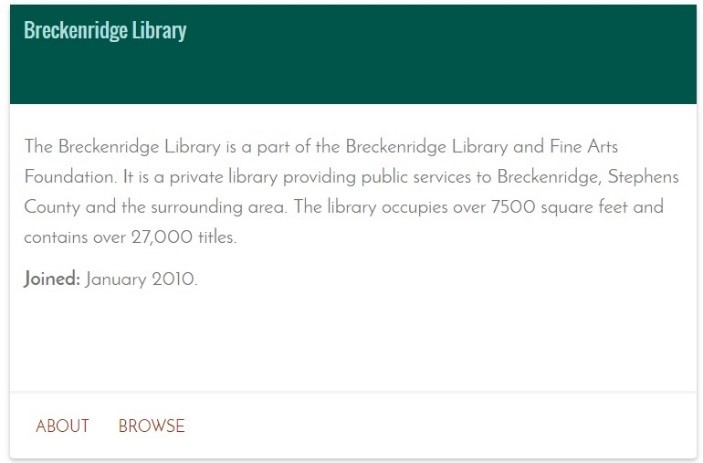 Breckenridge Library
The Breckenridge Library is a part of the Breckenridge Library and Fine Arts
Foundation. It is a private library providing public services to Breckenridge, Stephens
County and the surrounding area. The library occupies over 7500 square feet and
contains over 27,000 titles.
Joined: January 2010.
ABOUT BROWSE